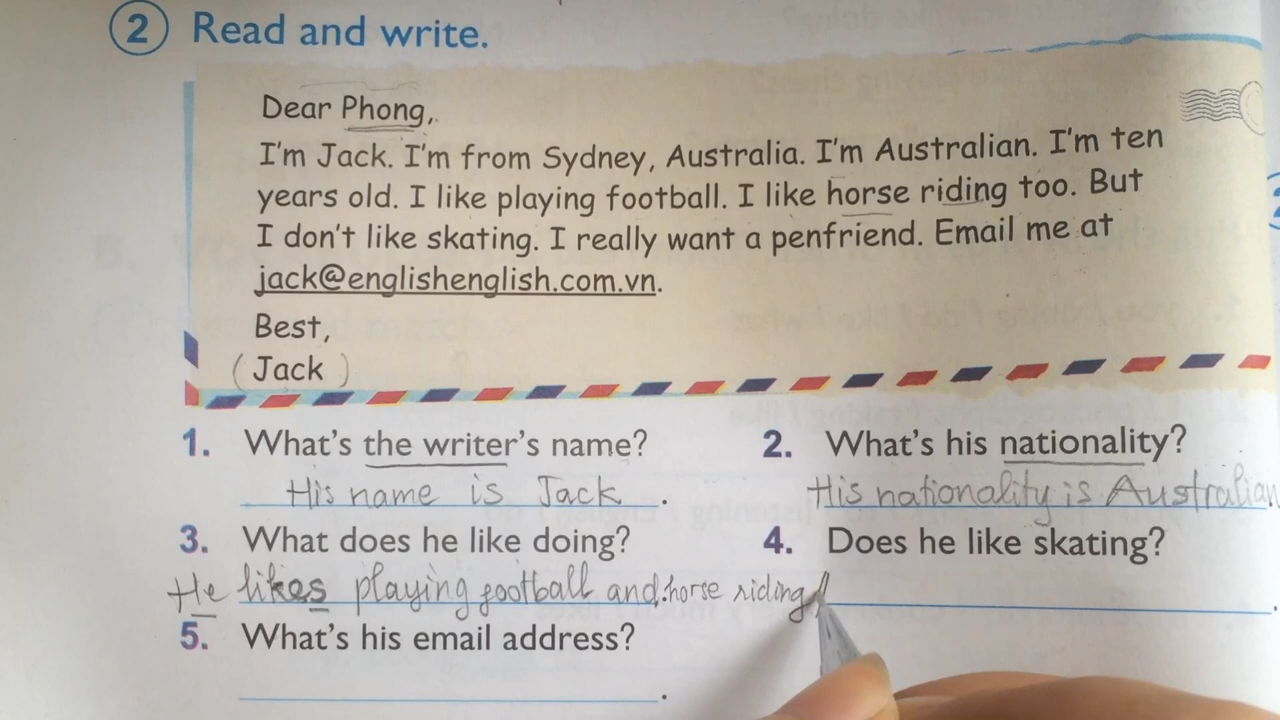 2 Read and write.
Dear Phong,
I'm Jack. I'm from Sydney, Australia. I'm Australian. I'm ten
years old. I like playing football. I like horse riding too. But
I don't like skating. I really want a penfriend. Email me at
jack@englishenglish.com.vn.
Best,
(Jack)
1. What's the writer's name?
His name is Jack.
2. What's his nationality?
His nationality is Australian
3. What does he like doing?
He likes playing football and horse riding
4. Does he like skating?
5. What's his email address?